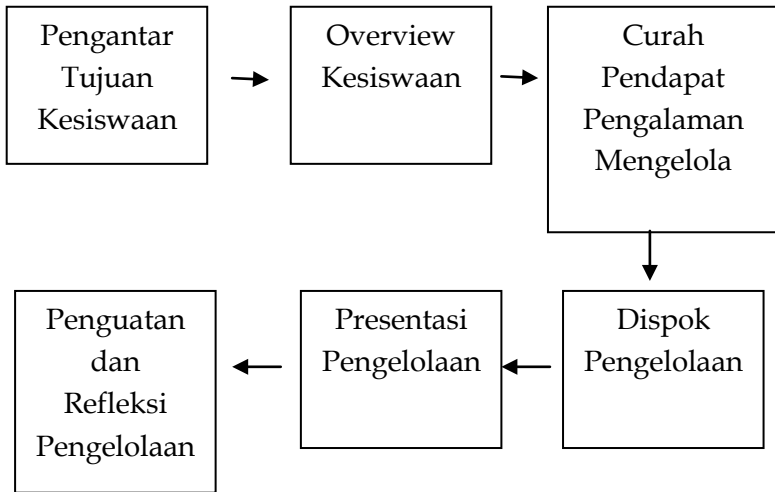 Pengantar
Tujuan
Kesiswaan
Overview
Kesiswaan
Curah
Pendapat
Pengalaman
Mengelola
Dispok
Pengelolaan
Presentasi
Pengelolaan
Penguatan
dan
Refleksi
Pengelolaan